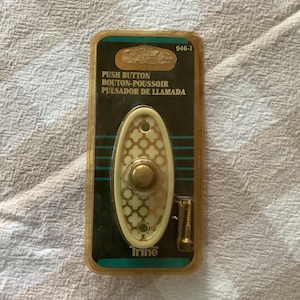 946-1
PUSH BUTTON
BOUTON-POUSSOIR
PULSADOR DE LLAMADA
Trine